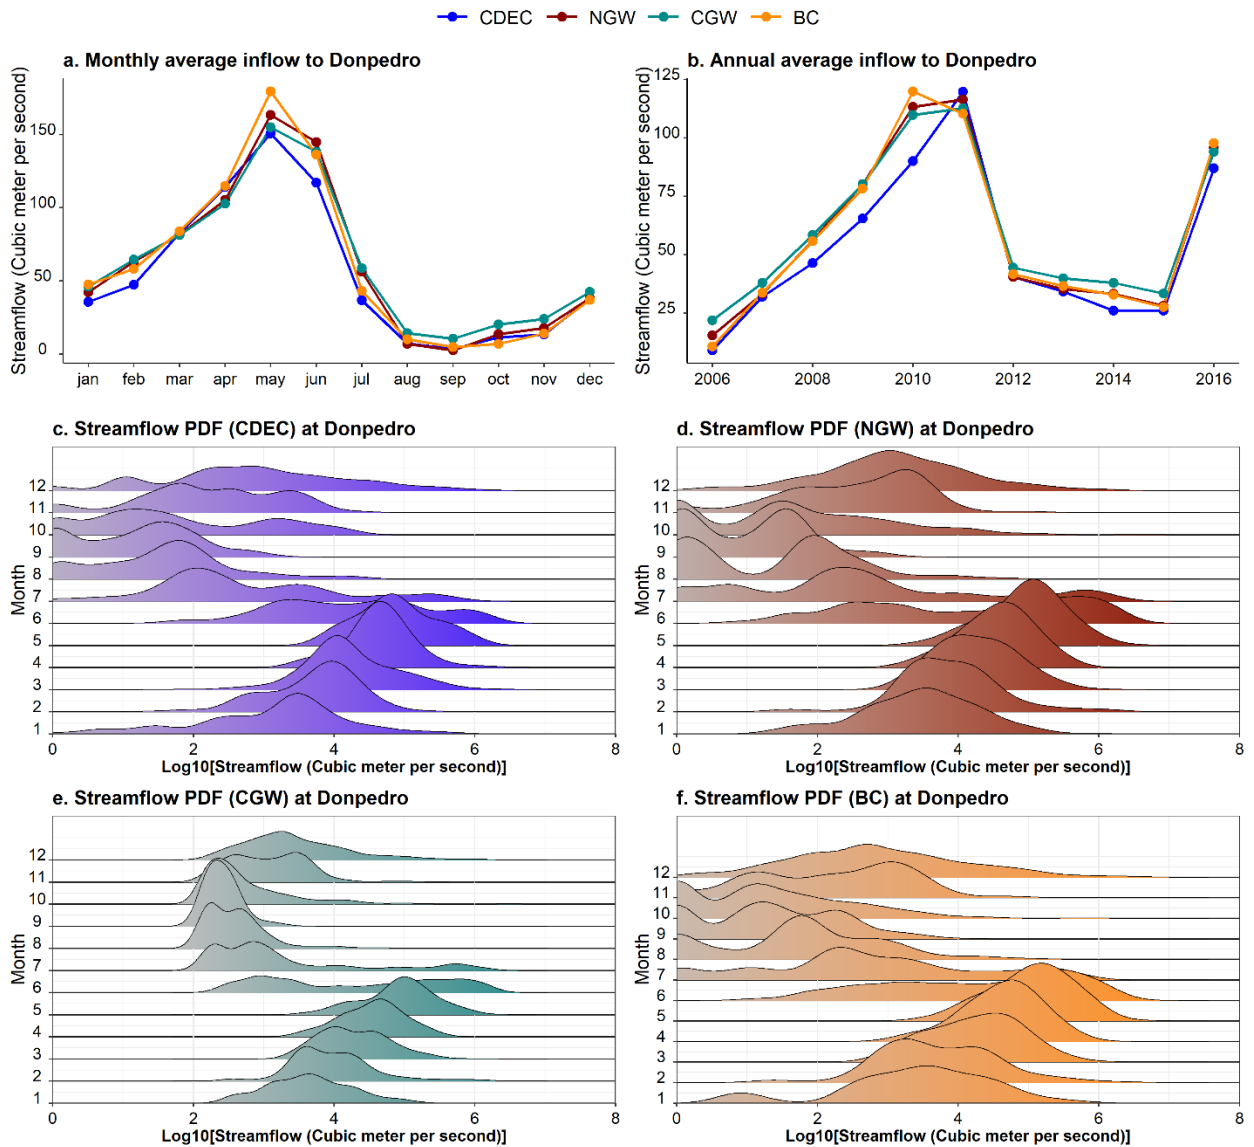 CDEC NGW CGW BC
a. Monthly average inflow to Donpedro
Streamflow (Cubic meter per second)
150
100
50
0
jan feb mar apr may jun jul aug sep oct nov dec
b. Annual average inflow to Donpedro
Streamflow (Cubic meter per second)
125
100
75
50
25
2006 2008 2010 2012 2014 2016
c. Streamflow PDF (CDEC) at Donpedro
Month
12
11
10
9
8
7
6
5
4
3
2
1
0 2 4 6 8
Log10[Streamflow (Cubic meter per second)]
d. Streamflow PDF (NGW) at Donpedro
Month
12
11
10
9
8
7
6
5
4
3
2
1
0 2 4 6 8
Log10[Streamflow (Cubic meter per second)]
e. Streamflow PDF (CGW) at Donpedro
Month
12
11
10
9
8
7
6
5
4
3
2
1
0 2 4 6 8
Log10[Streamflow (Cubic meter per second)]
f. Streamflow PDF (BC) at Donpedro
Month
12
11
10
9
8
7
6
5
4
3
2
1
0 2 4 6 8
Log10[Streamflow (Cubic meter per second)]